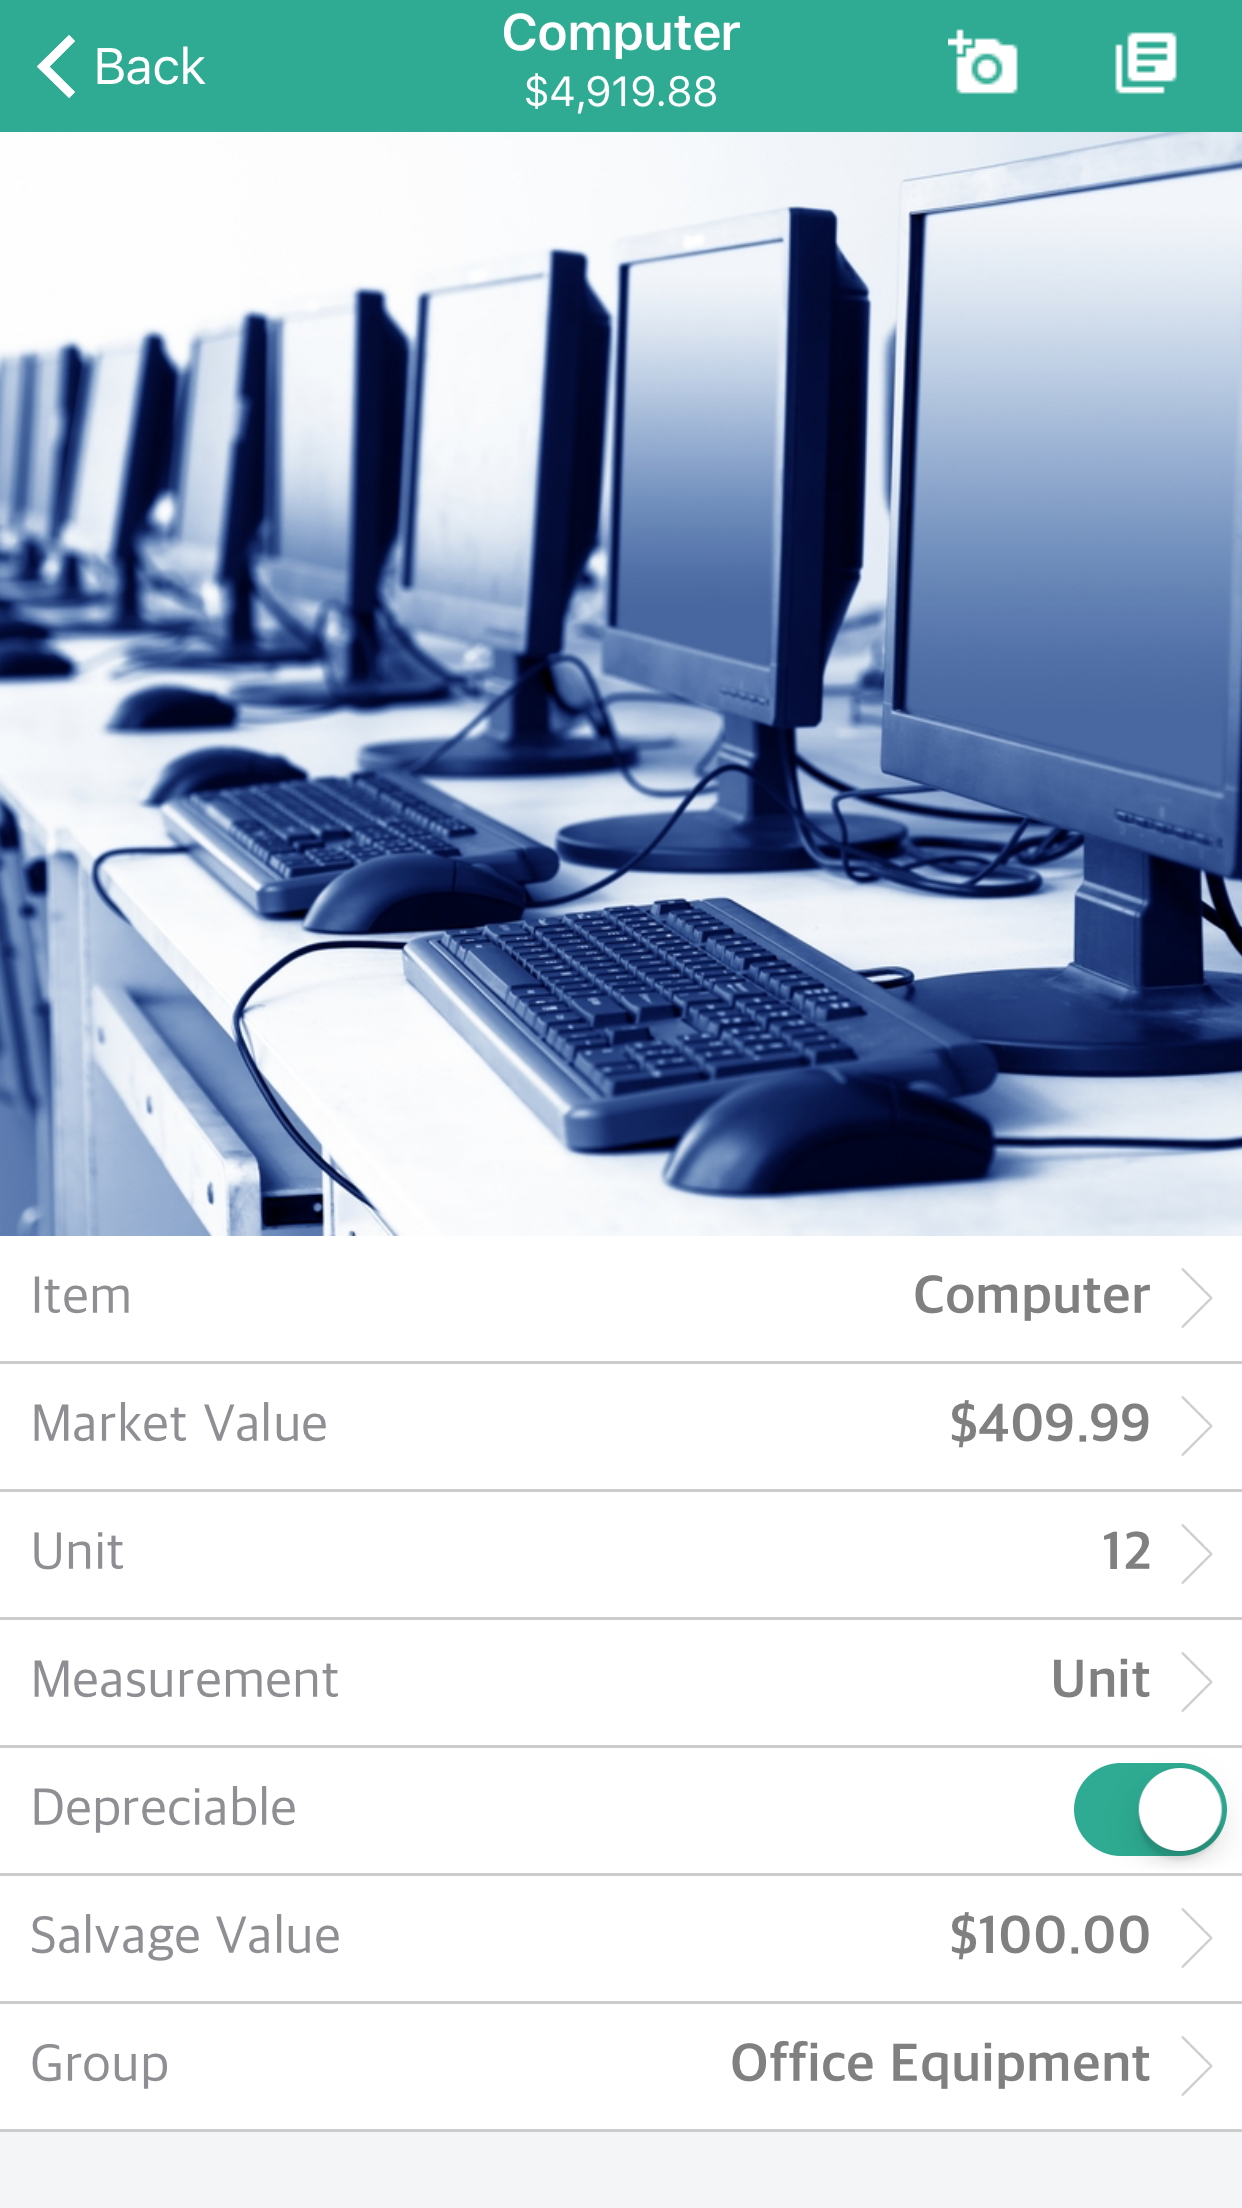 Back
Computer
$4,919.88
Item Computer
Market Value $409.99
Unit 12
Measurement Unit
Depreciable
Salvage Value $100.00
Group Office Equipment